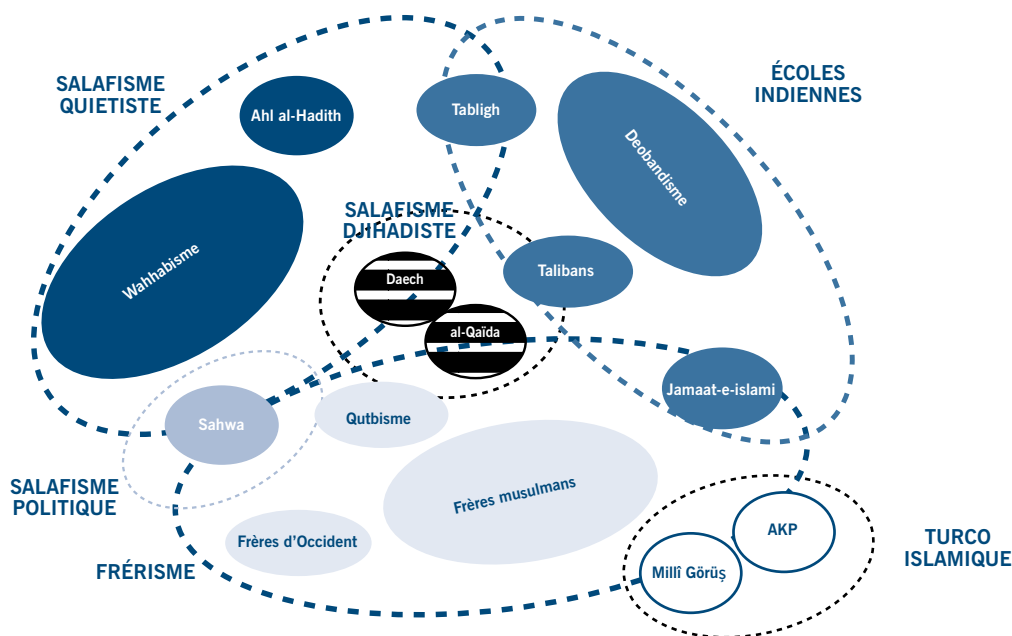 SALAFISME
QUIETISTE
Ahl al-Hadith
Tabligh
ÉCOLES
INDIENNES
Deobandisme
Wahhabisme
SALAFISME
DJIHADISTE
Daech
Talibans
al-Qaïda
Jamaat-e-islami
Sahwa
Qutbisme
SALAFISME
POLITIQUE
Frères musulmans
Frères d'Occident
FRÉRISME
AKP
Millî Görüş
TURCO
ISLAMIQUE